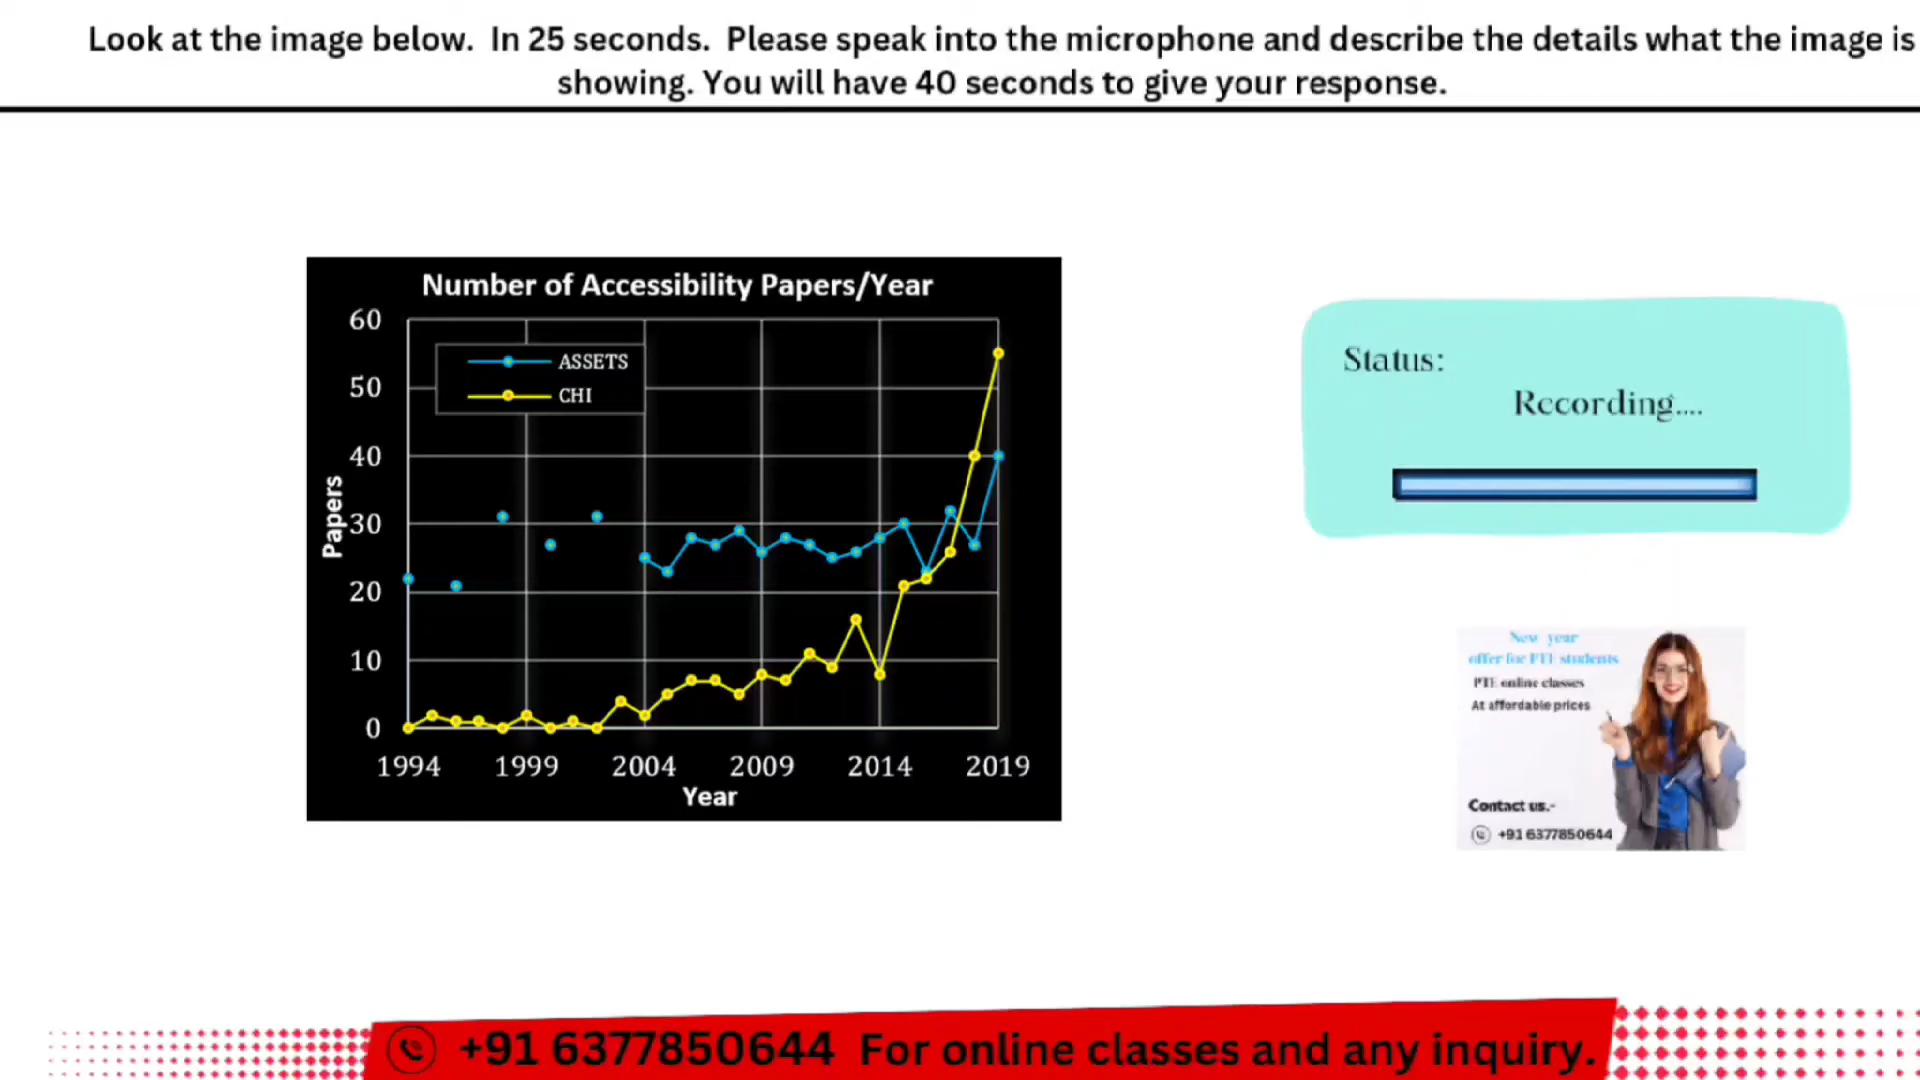 Look at the image below. In 25 seconds. Please speak into the microphone and describe the details what the image is
showing. You will have 40 seconds to give your response.
Number of Accessibility Papers/Year
60
50
40
30
20
10
0
Papers
ASSETS
CHI
1994 1999 2004 2009 2014 2019
Year
Status:
Recording....
New year
offer for PTE students
PTE online classes
At affordable prices
Contact us.-
+91 6377850644
+91 6377850644 For online classes and any inquiry.